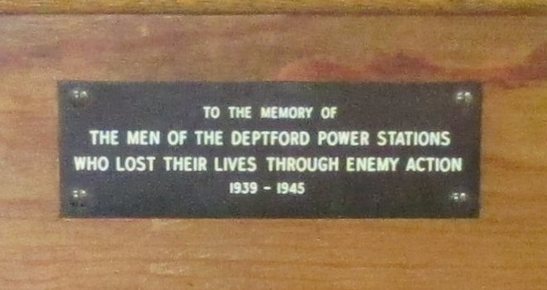 TO THE MEMORY OF
THE MEN OF THE DEPTFORD POWER STATIONS
WHO LOST THEIR LIVES THROUGH ENEMY ACTION
1939 - 1945